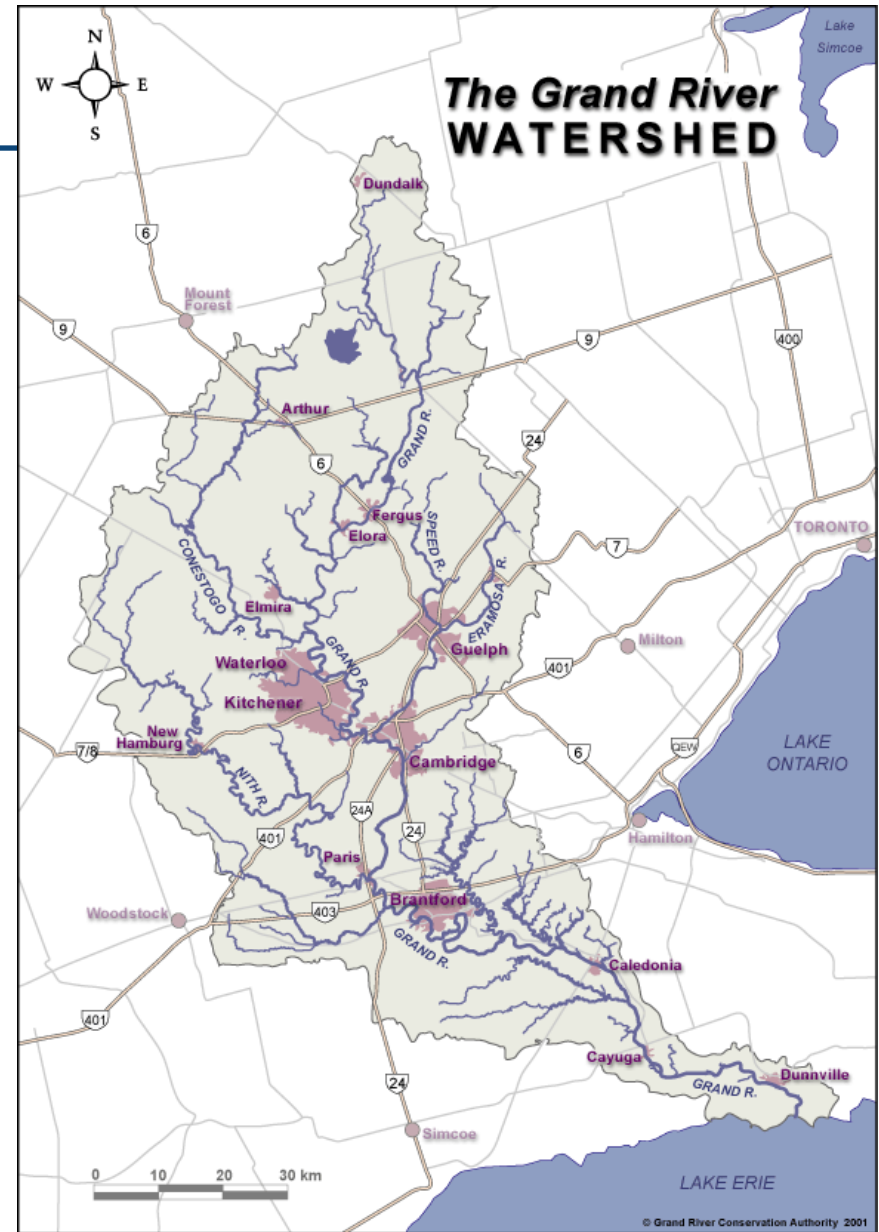 Lake
Simcoe
N
W E
S
The Grand River
WATERSHED
Dundalk
6
Mount
Forest
9
9
400
Arthur
24
6
GRAND R.
Fergus
Elora
SPEED R.
TORONTO
7
CONESTOGO R.
ERAMOSA R.
Elmira
GRAND R.
Guelph
Milton
Waterloo
401
Kitchener
New
Hamburg
7/8
6
QEW
LAKE
ONTARIO
Cambridge
NITH R.
24A
24
401
Hamilton
Paris
Brantford
Woodstock
403
GRAND R.
Caledonia
401
Cayuga
Dunnville
24
GRAND R.
Simcoe
0 10 20 30 km
LAKE ERIE
© Grand River Conservation Authority 2001